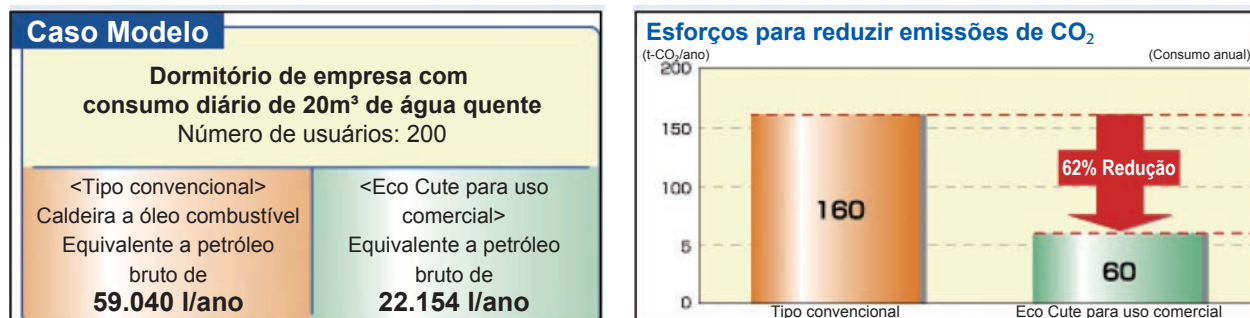 Caso Modelo
Dormitório de empresa com
consumo diário de 20m³ de água quente
Número de usuários: 200
<Tipo convencional>
Caldeira a óleo combustível
Equivalente a petróleo
bruto de
59.040 l/ano
<Eco Cute para uso
comercial>
Equivalente a petróleo
bruto de
22.154 l/ano
Esforços para reduzir emissões de CO₂
(t-CO₂/ano)
(Consumo anual)
200
150
100
5
0
160
62% Redução
60
Tipo convencional
Eco Cute para uso comercial